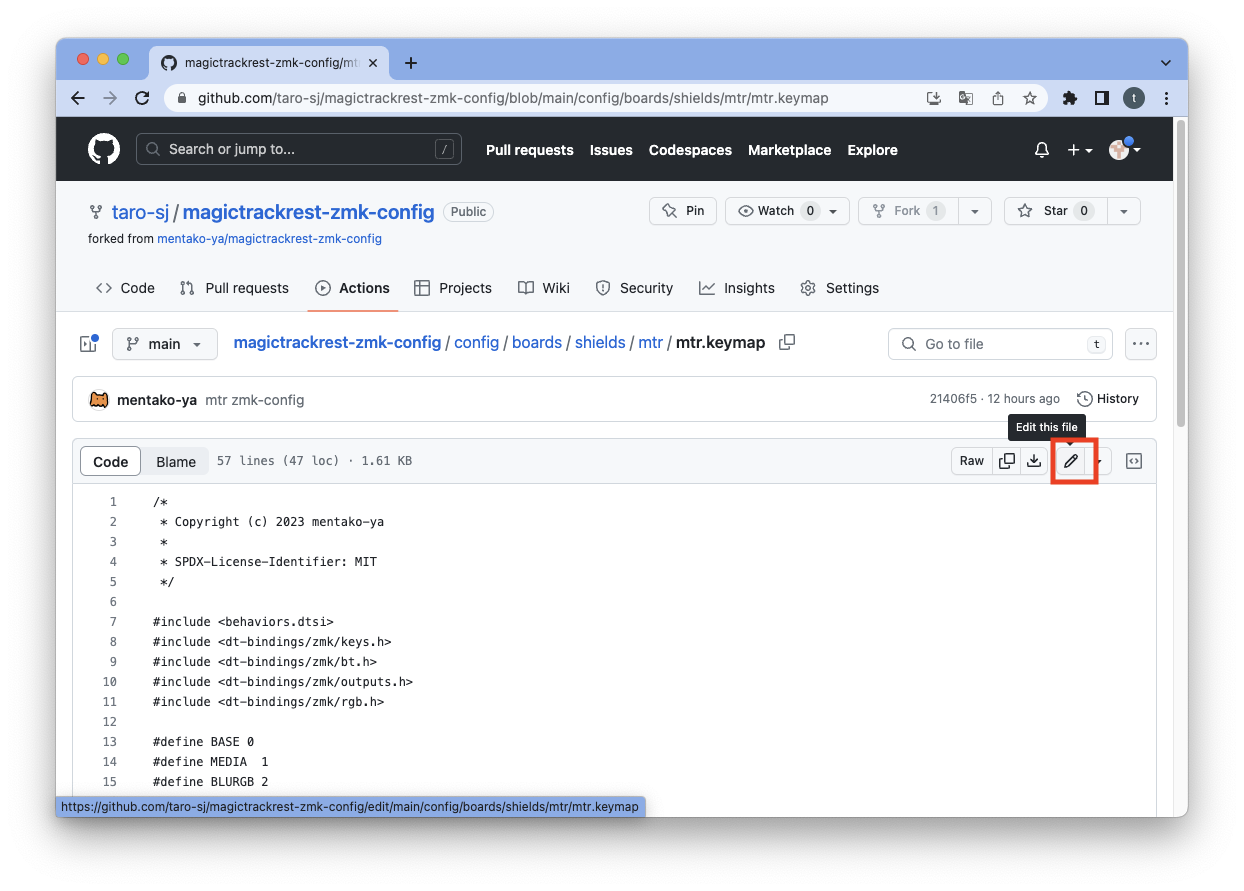 magictrackrest-zmk-config/mt
github.com/taro-sj/magictrackrest-zmk-config/blob/main/config/boards/shields/mtr/mtr.keymap
t
Search or jump to...
/
Pull requests Issues Codespaces Marketplace Explore
taro-sj / magictrackrest-zmk-config Public
Pin
Watch 0
Fork 1
Star 0
forked from mentako-ya/magictrackrest-zmk-config
Code Pull requests Actions Projects Wiki Security Insights Settings
main
magictrackrest-zmk-config / config / boards / shields / mtr / mtr.keymap
Go to file
t
mentako-ya mtr zmk-config
21406f5 · 12 hours ago
History
Edit this file
Code Blame 57 lines (47 loc) · 1.61 KB
Raw
1 /*
2 * Copyright (c) 2023 mentako-ya
3 *
4 * SPDX-License-Identifier: MIT
5 */
6
7 #include <behaviors.dtsi>
8 #include <dt-bindings/zmk/keys.h>
9 #include <dt-bindings/zmk/bt.h>
10 #include <dt-bindings/zmk/outputs.h>
11 #include <dt-bindings/zmk/rgb.h>
12
13 #define BASE 0
14 #define MEDIA  1
15 #define BLURGB 2
https://github.com/taro-sj/magictrackrest-zmk-config/edit/main/config/boards/shields/mtr/mtr.keymap